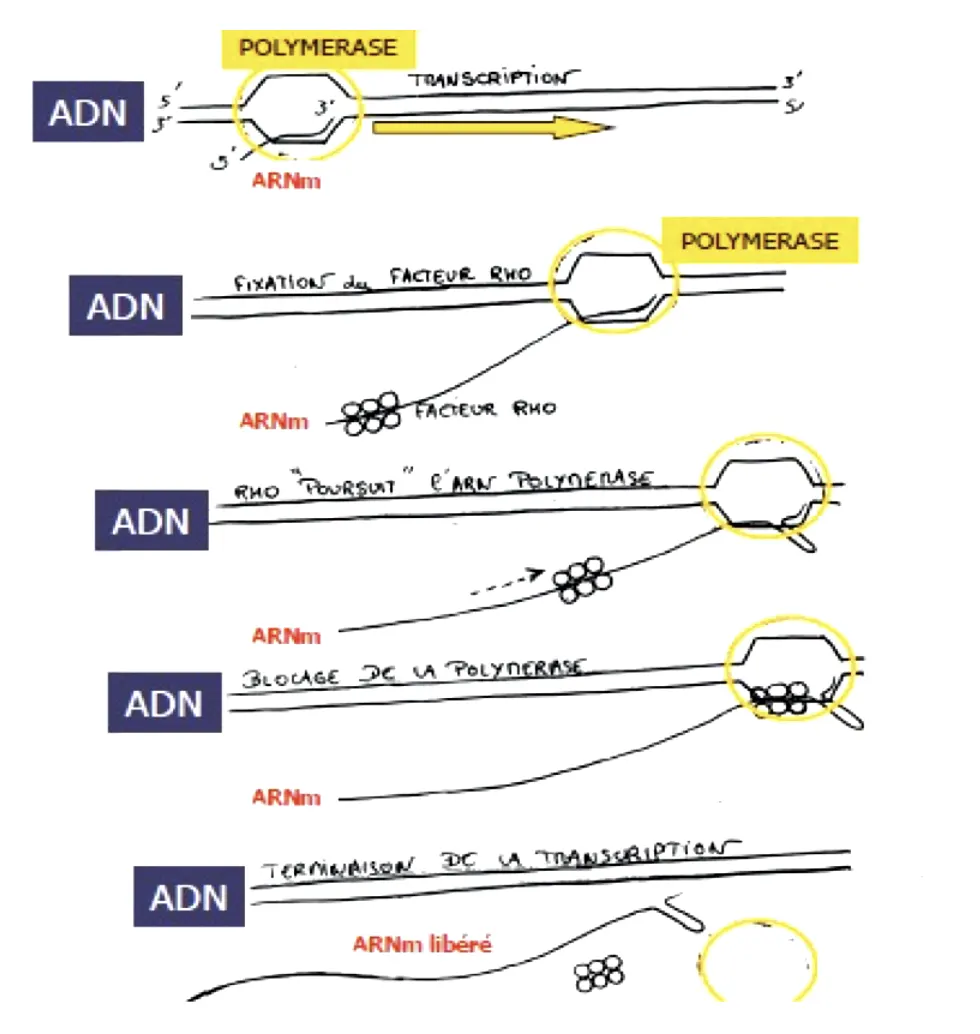 POLYMERASE
TRANSCRIPTION
3'
ADN
5'
3'
3'
5'
5'
ARNm
POLYMERASE
FIXATION du FACTEUR RHO
ADN
ARNm
FACTEUR RHO
RHO "POURSUIT" l'ARN POLYMERASE
ADN
ARNm
BLOCAGE DE LA POLYMERASE
ADN
ARNm
TERMINAISON DE LA TRANSCRIPTION
ADN
ARNm libéré